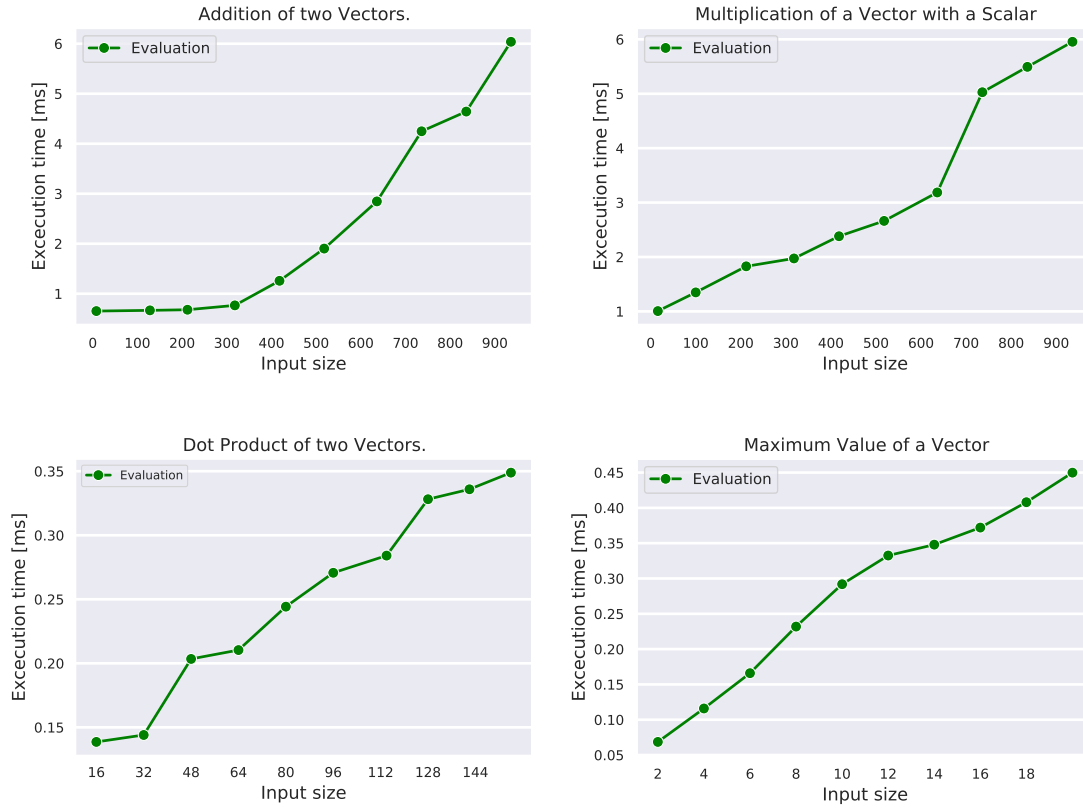 Addition of two Vectors.
Evaluation
Excecution time [ms]
6
5
4
3
2
1
0 100 200 300 400 500 600 700 800 900
Input size
Multiplication of a Vector with a Scalar
Evaluation
Excecution time [ms]
6
5
4
3
2
1
0 100 200 300 400 500 600 700 800 900
Input size
Dot Product of two Vectors.
Evaluation
Excecution time [ms]
0.35
0.30
0.25
0.20
0.15
16 32 48 64 80 96 112 128 144
Input size
Maximum Value of a Vector
Evaluation
Excecution time [ms]
0.45
0.40
0.35
0.30
0.25
0.20
0.15
0.10
0.05
2 4 6 8 10 12 14 16 18
Input size